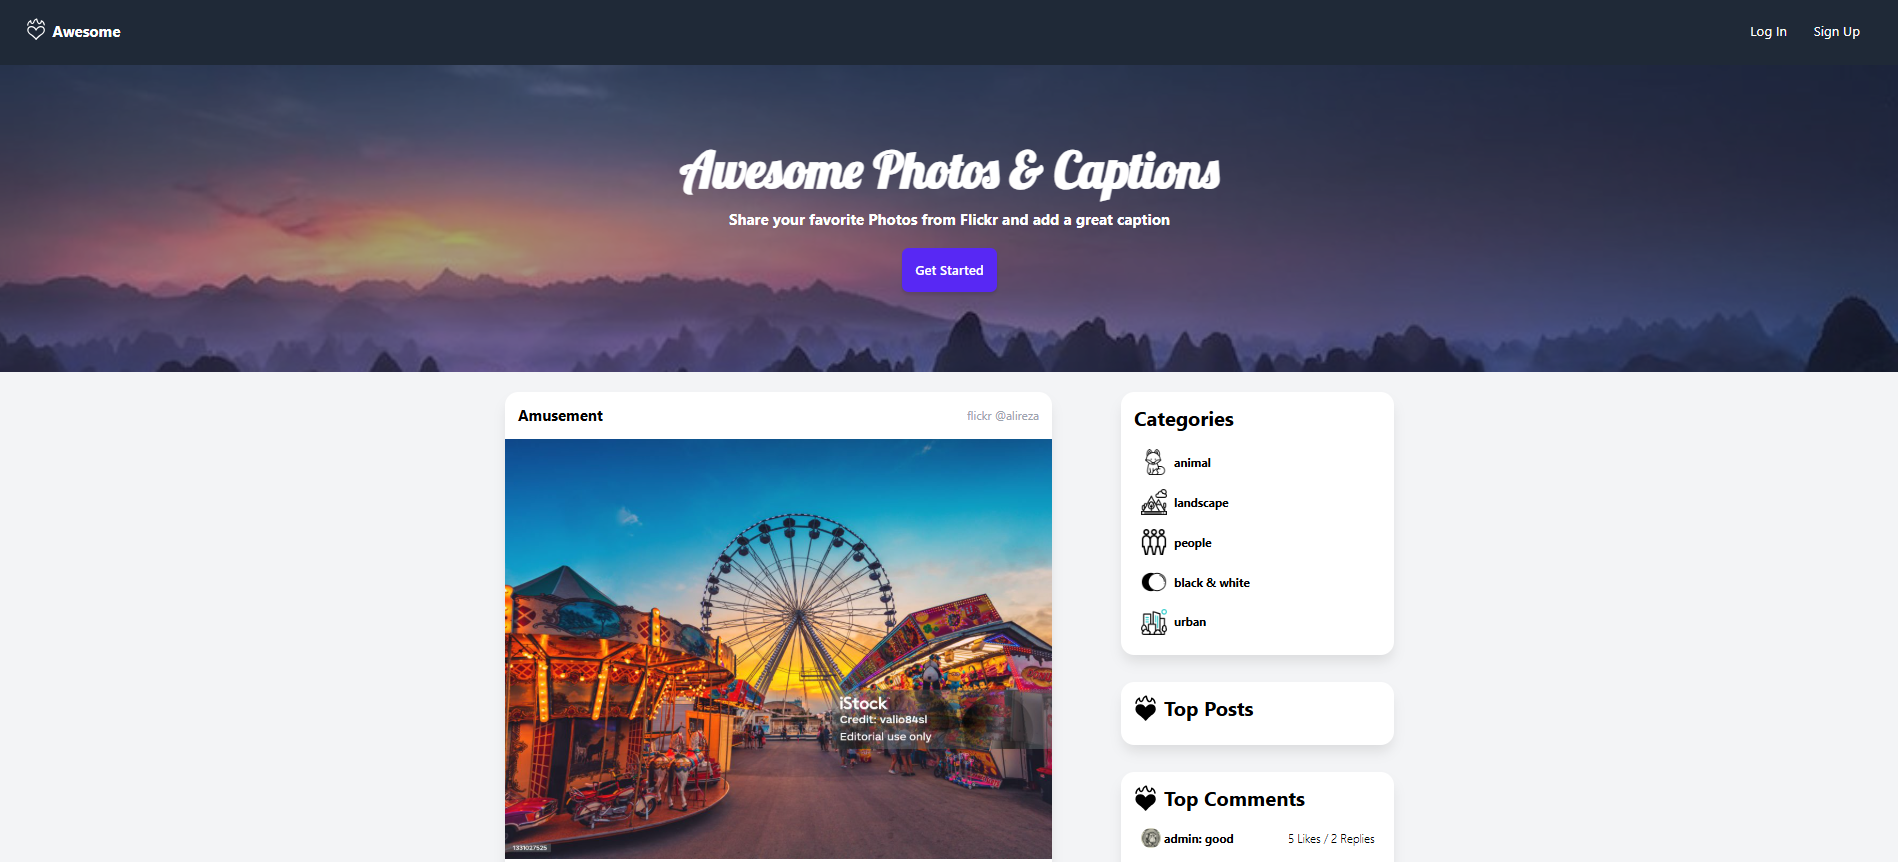 Awesome
Log In
Sign Up
Awesome Photos & Captions
Share your favorite Photos from Flickr and add a great caption
Get Started
Amusement
flickr @alireza
iStock
Credit: valio84sl
Editorial use only
1331027525
Categories
animal
landscape
people
black & white
urban
Top Posts
Top Comments
admin: good
5 Likes / 2 Replies